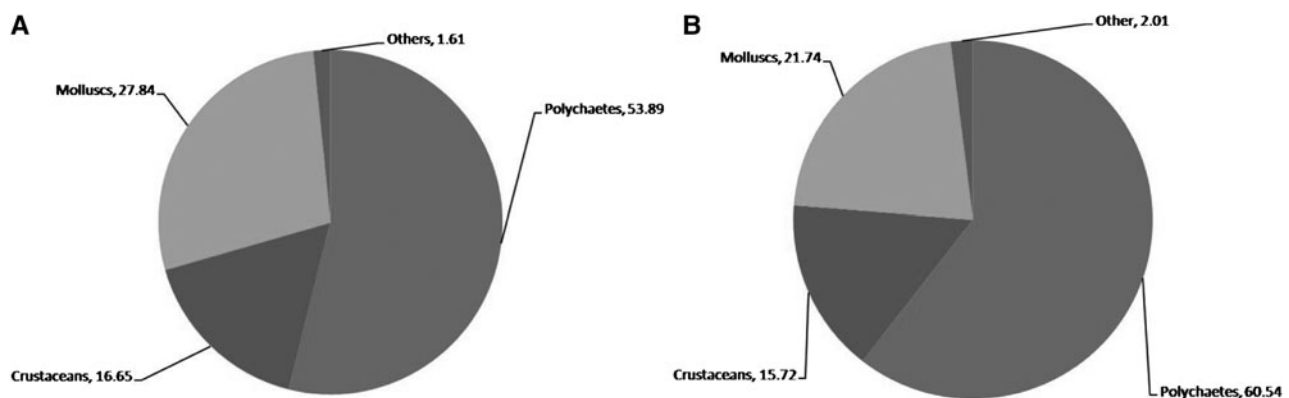 A
Others, 1.61
Molluscs, 27.84
Polychaetes, 53.89
Crustaceans, 16.65
B
Other, 2.01
Molluscs, 21.74
Crustaceans, 15.72
Polychaetes, 60.54